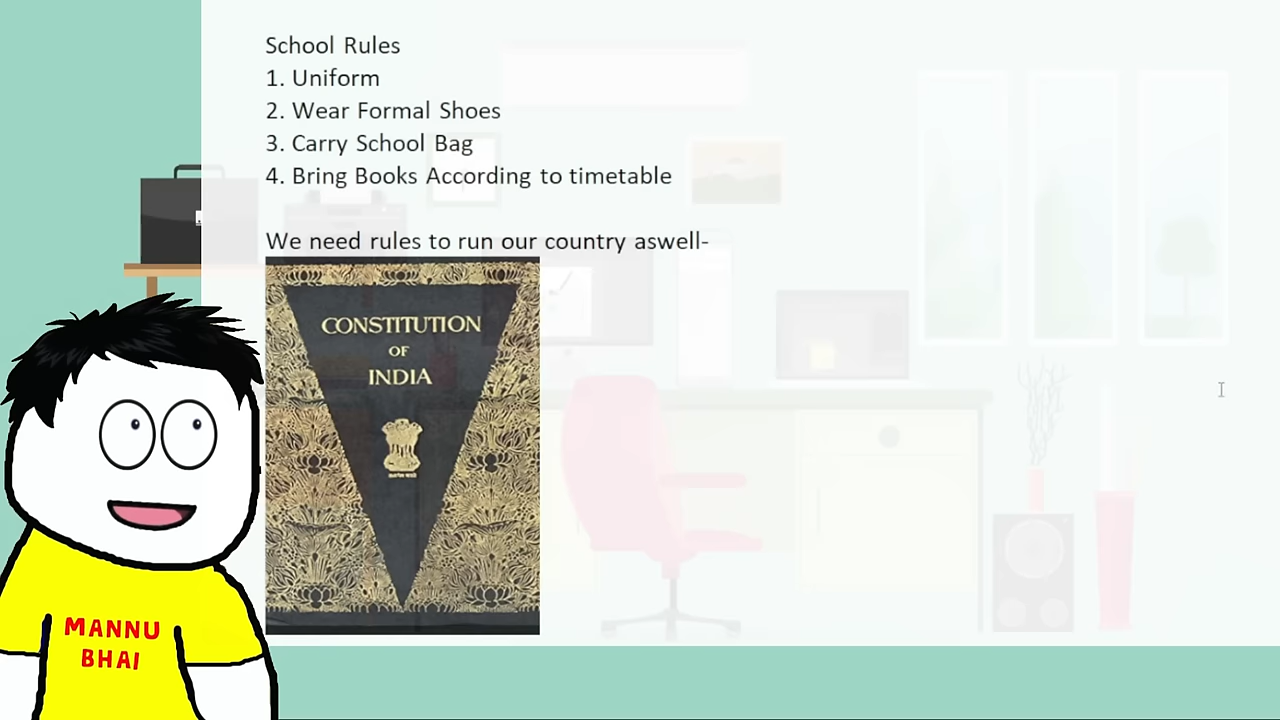 School Rules
1. Uniform
2. Wear Formal Shoes
3. Carry School Bag
4. Bring Books According to timetable
We need rules to run our country aswell-
CONSTITUTION
OF
INDIA
MANNU
BHAI